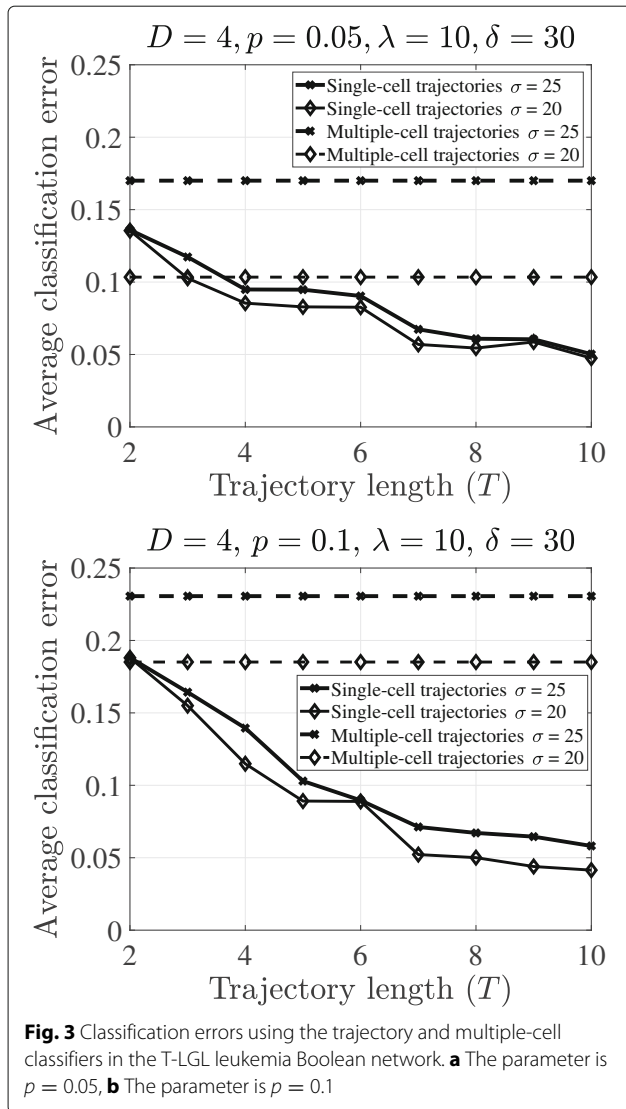 D = 4, p = 0.05, λ = 10, δ = 30
0.25
0.2
0.15
0.1
0.05
0
Average classification error
Single-cell trajectories σ = 25
Single-cell trajectories σ = 20
Multiple-cell trajectories σ = 25
Multiple-cell trajectories σ = 20
2 4 6 8 10
Trajectory length (T)
D = 4, p = 0.1, λ = 10, δ = 30
0.25
0.2
0.15
0.1
0.05
0
Average classification error
Single-cell trajectories σ = 25
Single-cell trajectories σ = 20
Multiple-cell trajectories σ = 25
Multiple-cell trajectories σ = 20
2 4 6 8 10
Trajectory length (T)
Fig. 3 Classification errors using the trajectory and multiple-cell
classifiers in the T-LGL leukemia Boolean network. a The parameter is
p = 0.05, b The parameter is p = 0.1